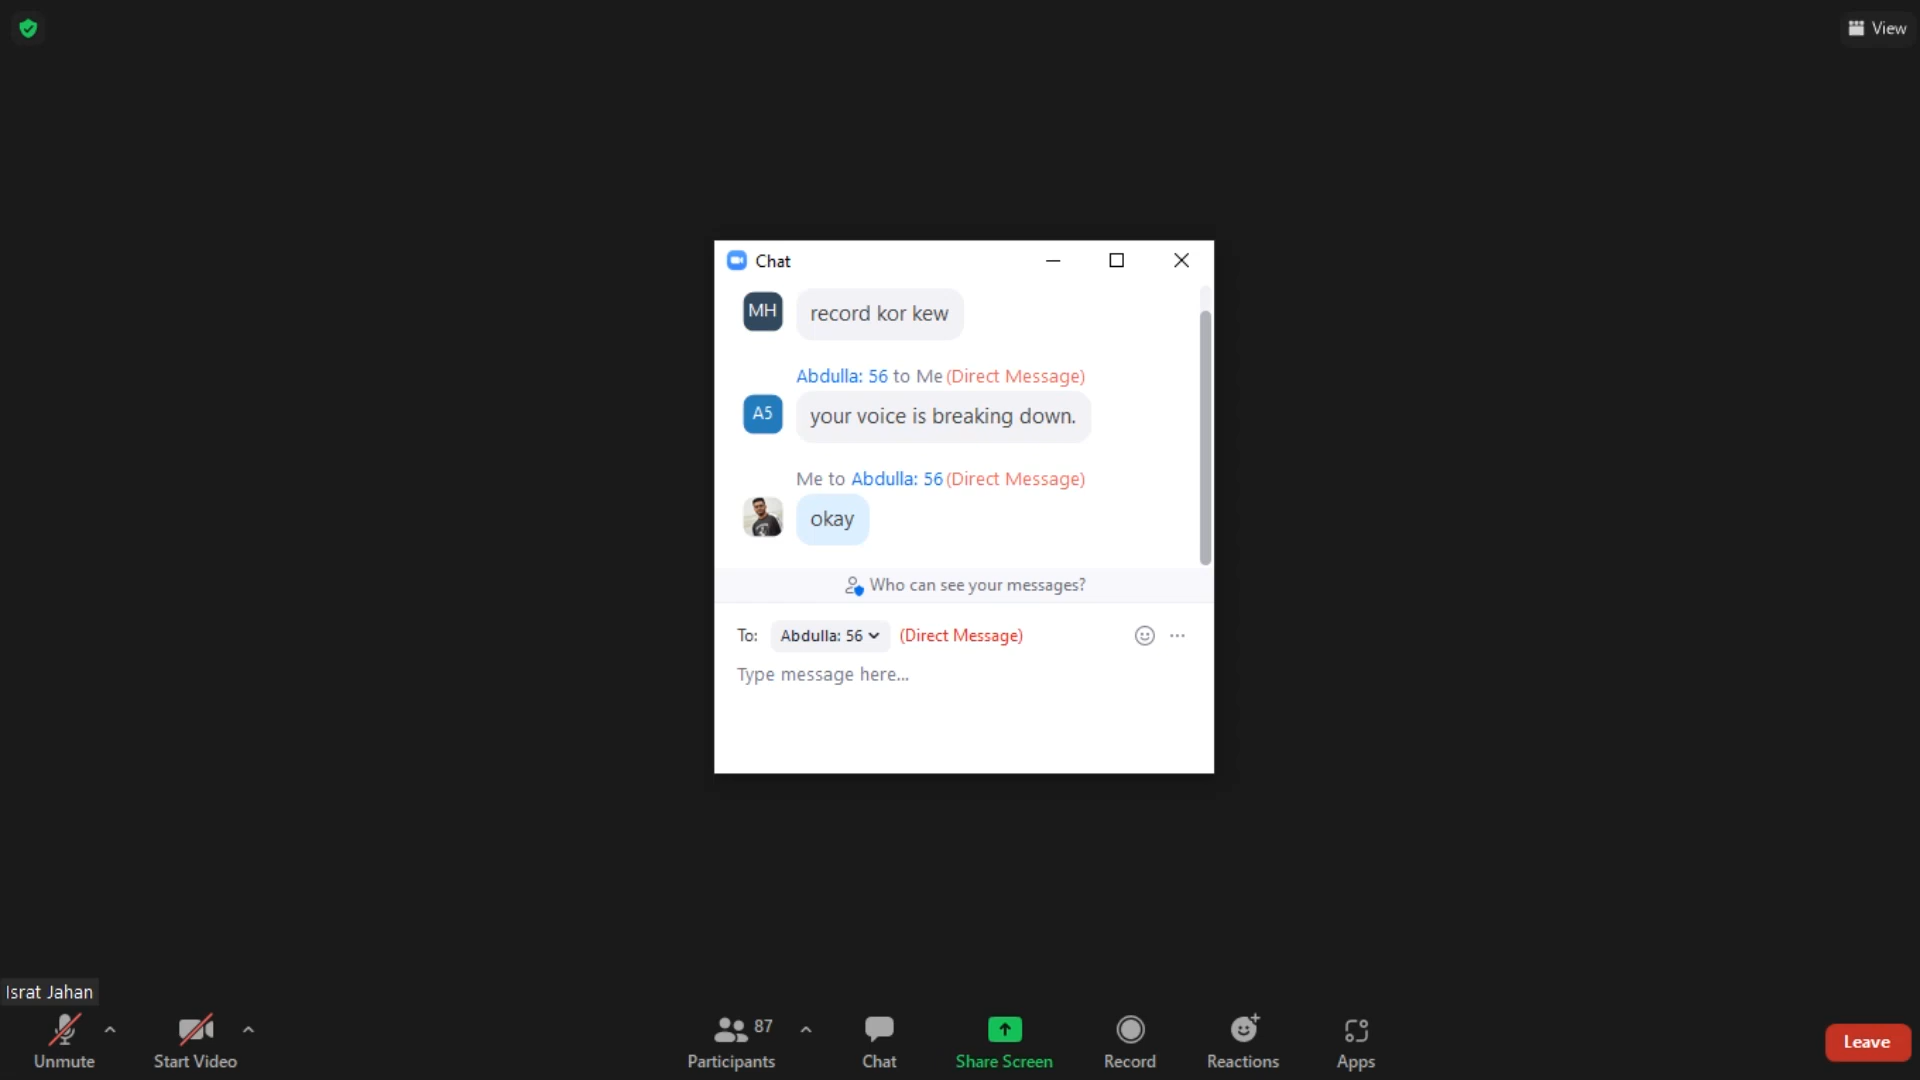 View
Chat
MH
record kor kew
Abdulla: 56 to Me (Direct Message)
A5
your voice is breaking down.
Me to Abdulla: 56 (Direct Message)
okay
Who can see your messages?
To: Abdulla: 56 (Direct Message)
Type message here...
Israt Jahan
87
Unmute
Start Video
Participants
Chat
Share Screen
Record
Reactions
Apps
Leave